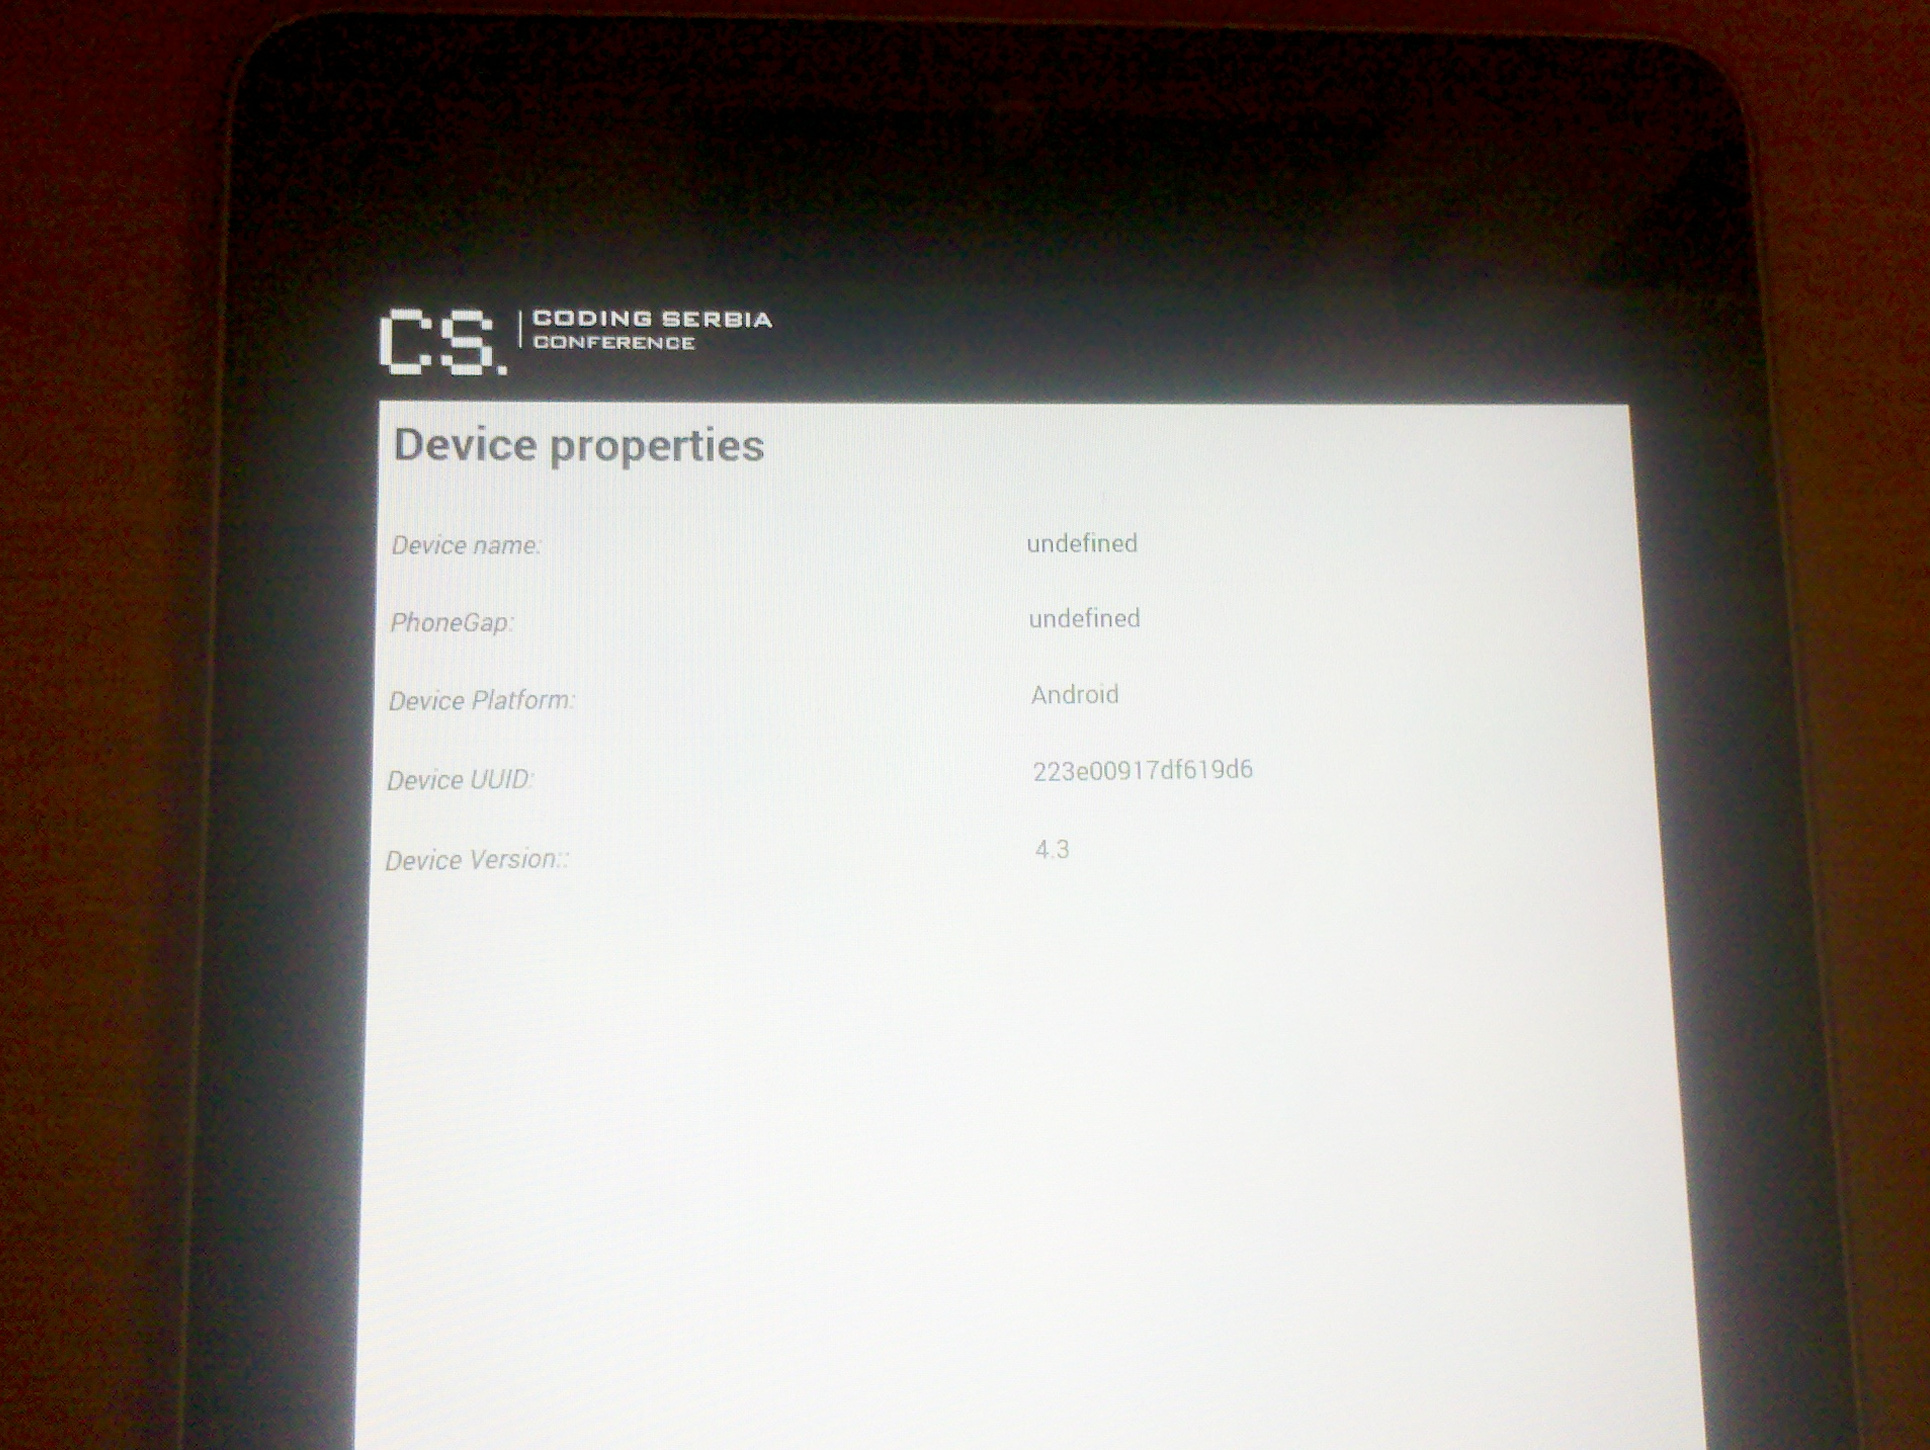 CS. CODING SERBIA
CONFERENCE
Device properties
Device name: undefined
PhoneGap: undefined
Device Platform: Android
Device UUID: 223e00917df619d6
Device Version:: 4.3